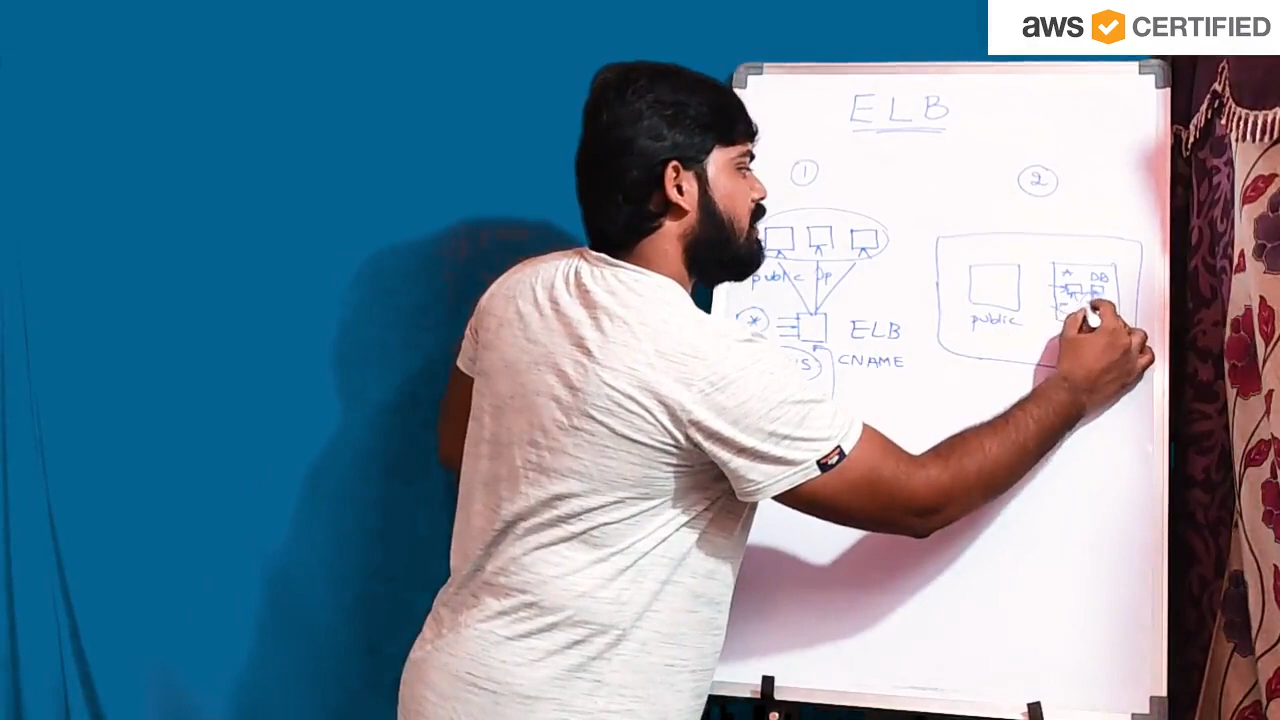 aws CERTIFIED
ELB
1
2
A DB
public Ip
public
* ELB
CNAME